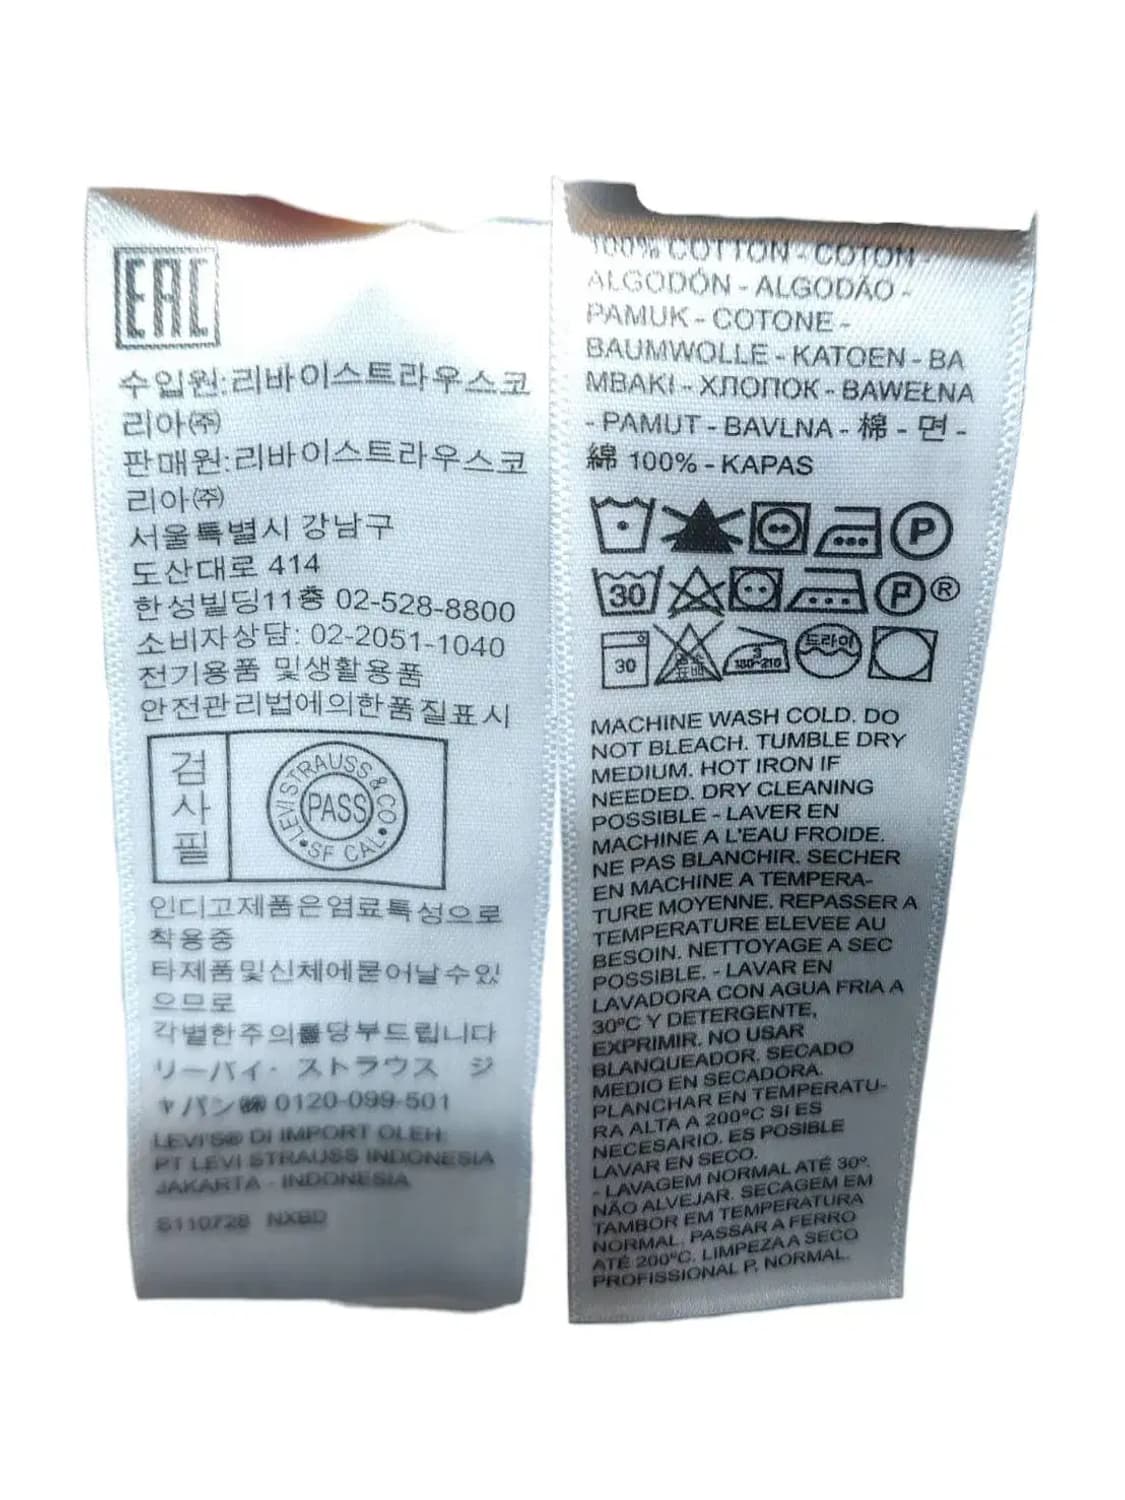 EAC
수입원:리바이스트라우스코
리아㈜
판매원:리바이스트라우스코
리아㈜
서울특별시 강남구
도산대로 414
한성빌딩11층 02-528-8800
소비자상담: 02-2051-1040
전기용품 및생활용품
안전관리법에의한품질표시
검
사
필
LEVI STRAUSS & CO
PASS
SF CAL
인디고제품은염료특성으로
착용중
타제품및신체에묻어날수있
으므로
각별한주의를당부드립니다
リーバイ・ストラウス ジ
ャパン㈱ 0120-099-501
LEVI'S® DI IMPORT OLEH:
PT LEVI STRAUSS INDONESIA
JAKARTA - INDONESIA
S110728 NXBD
100% COTTON - COTON -
ALGODÓN - ALGODÃO -
PAMUK - COTONE -
BAUMWOLLE - KATOEN - BA
MBAKI - ХЛОПОК - BAWEŁNA
- PAMUT - BAVLNA - 棉 - 면 -
綿 100% - KAPAS
P
30 P ®
30 3 180~210 드라이
MACHINE WASH COLD. DO
NOT BLEACH. TUMBLE DRY
MEDIUM. HOT IRON IF
NEEDED. DRY CLEANING
POSSIBLE - LAVER EN
MACHINE A L'EAU FROIDE.
NE PAS BLANCHIR. SECHER
EN MACHINE A TEMPERA-
TURE MOYENNE. REPASSER A
TEMPERATURE ELEVEE AU
BESOIN. NETTOYAGE A SEC
POSSIBLE. - LAVAR EN
LAVADORA CON AGUA FRIA A
30ºC Y DETERGENTE,
EXPRIMIR. NO USAR
BLANQUEADOR. SECADO
MEDIO EN SECADORA.
PLANCHAR EN TEMPERATU-
RA ALTA A 200ºC SI ES
NECESARIO. ES POSIBLE
LAVAR EN SECO.
- LAVAGEM NORMAL ATÉ 30º.
NÃO ALVEJAR. SECAGEM EM
TAMBOR EM TEMPERATURA
NORMAL. PASSAR A FERRO
ATÉ 200ºC. LIMPEZA A SECO
PROFISSIONAL P, NORMAL.